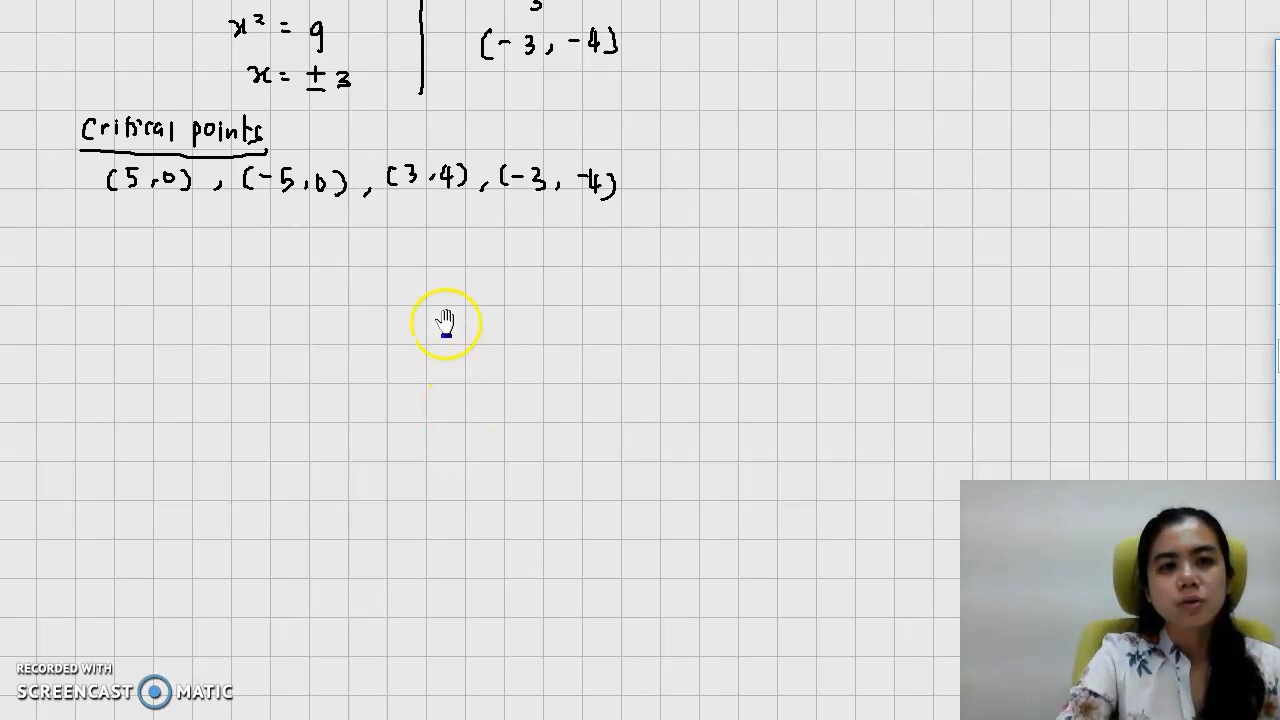 x² = 9
x = ± 3
3
(-3, -4)
Critical points
(5,0), (-5,0), (3,4), (-3, -4)
RECORDED WITH
SCREENCAST MATIC